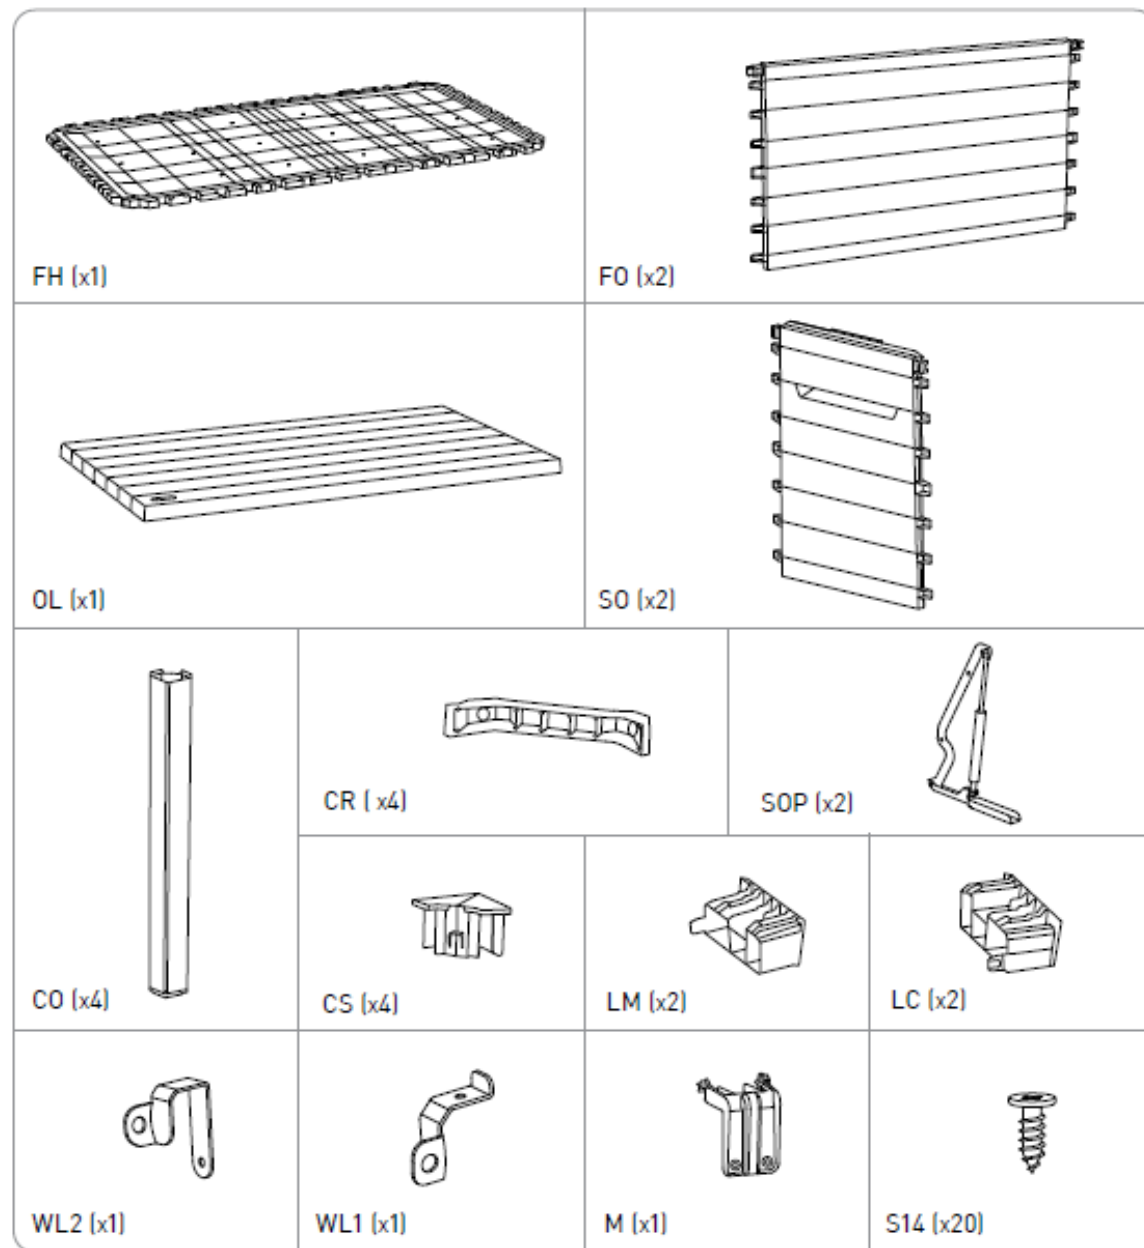 FH (x1)
FO (x2)
OL (x1)
SO (x2)
CO (x4)
CR ( x4)
SOP (x2)
CS (x4)
LM (x2)
LC (x2)
WL2 (x1)
WL1 (x1)
M (x1)
S14 (x20)